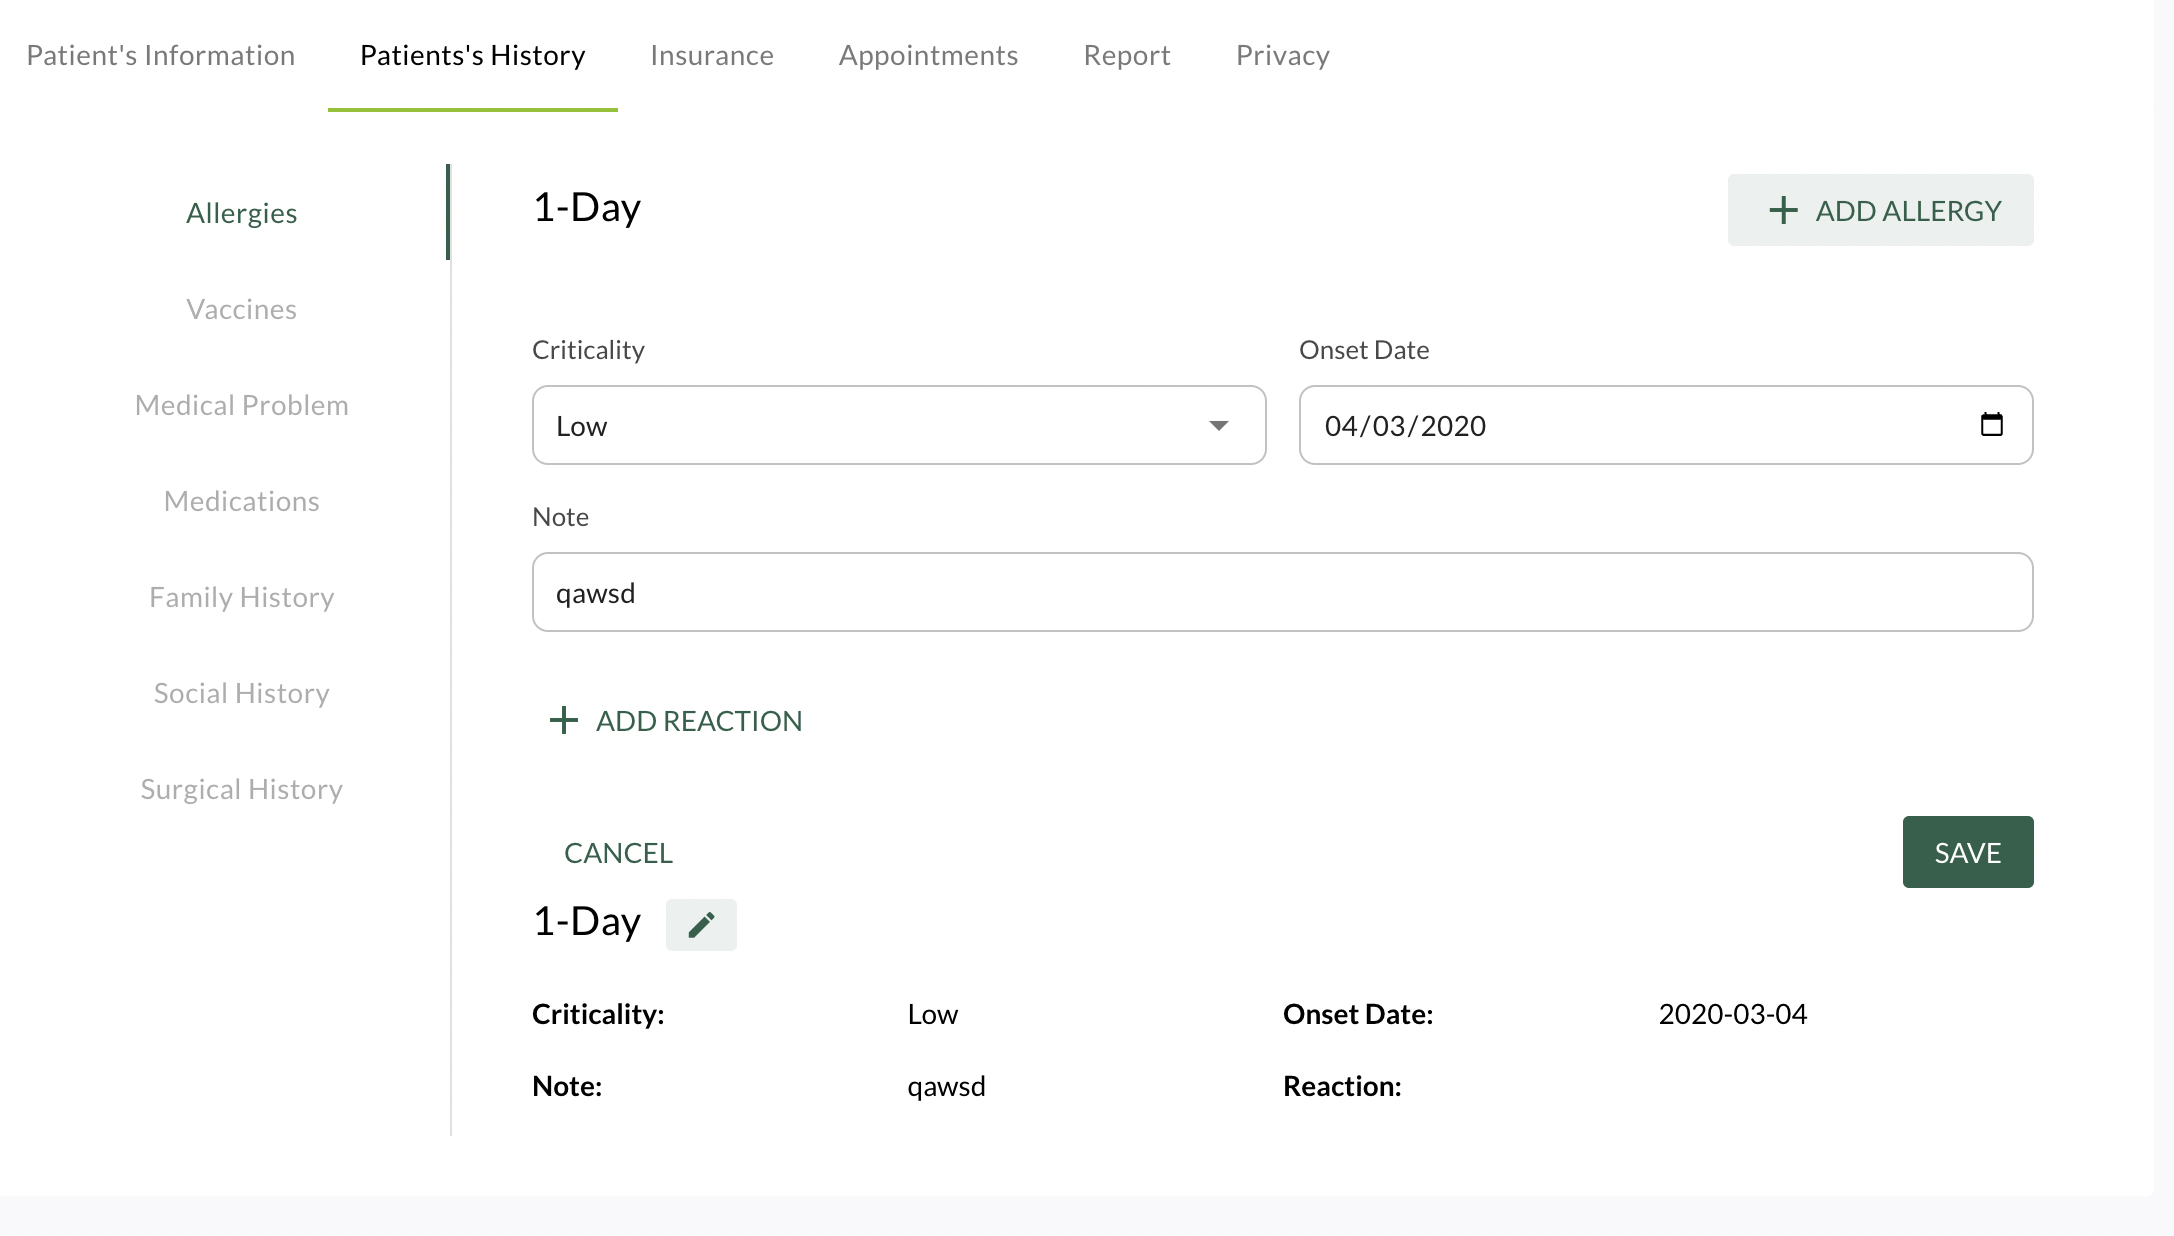 Patient's Information Patients's History Insurance Appointments Report Privacy
Allergies
Vaccines
Medical Problem
Medications
Family History
Social History
Surgical History
1-Day
ADD ALLERGY
Criticality Onset Date
Low 04/03/2020
Note
qawsd
ADD REACTION
CANCEL SAVE
1-Day
Criticality: Low Onset Date: 2020-03-04
Note: qawsd Reaction: